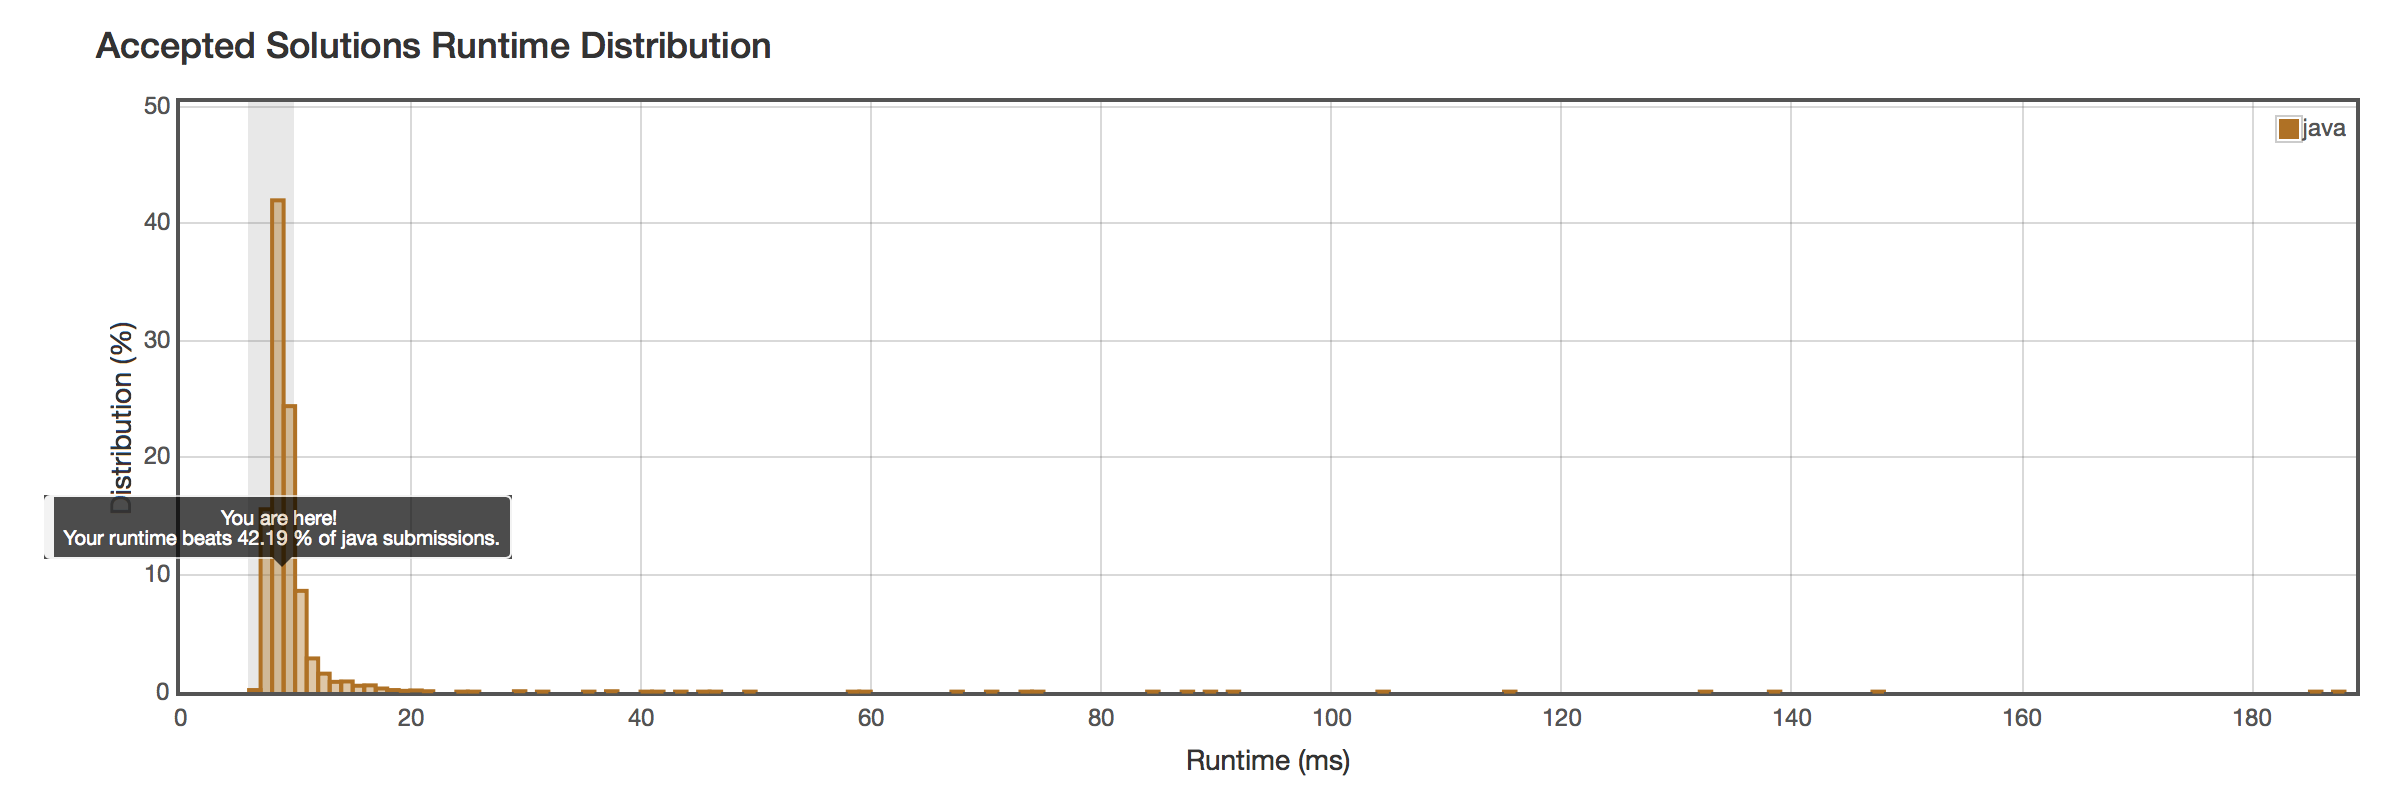 Accepted Solutions Runtime Distribution
java
Distribution (%)
50
40
30
20
10
0
You are here!
Your runtime beats 42.19 % of java submissions.
0 20 40 60 80 100 120 140 160 180
Runtime (ms)